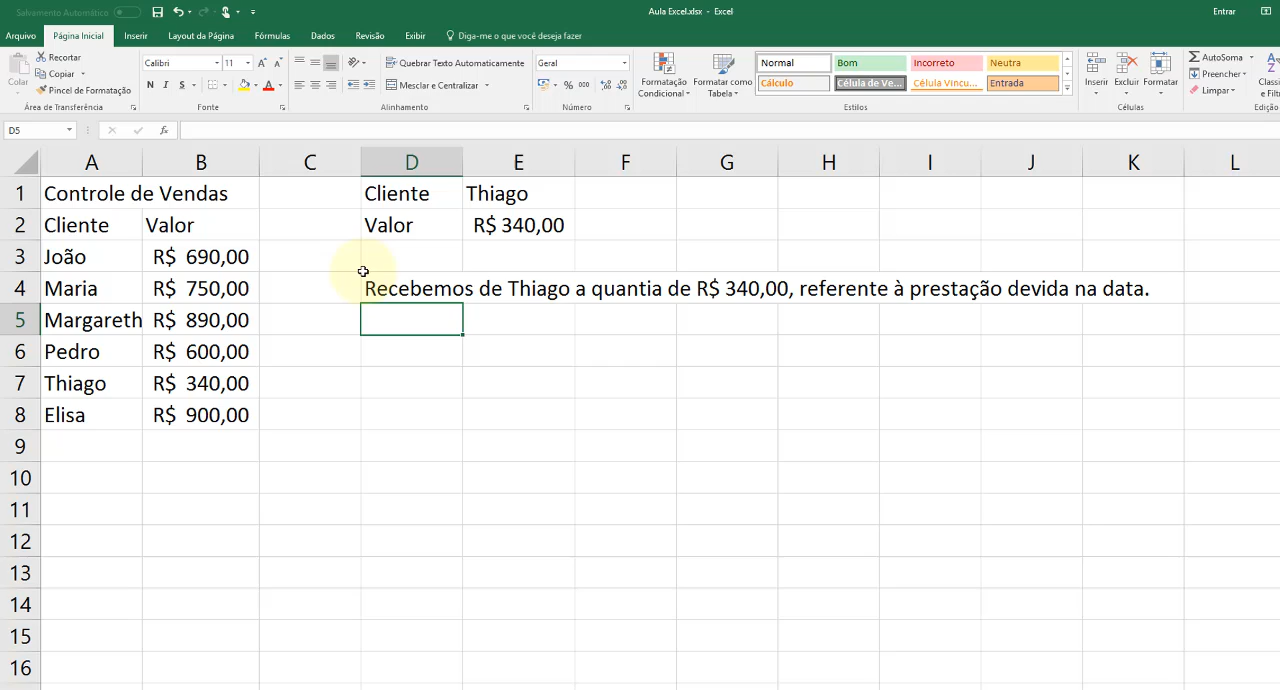 Salvamento Automático
Aula Excel.xlsx - Excel
Entrar
Arquivo Página Inicial Inserir Layout da Página Fórmulas Dados Revisão Exibir Diga-me o que você deseja fazer
Colar
Recortar
Copiar
Pincel de Formatação
Área de Transferência
Calibri 11
N I S
Fonte
Quebrar Texto Automaticamente
Mesclar e Centralizar
Alinhamento
Geral
% 000
Número
Formatação Condicional
Formatar como Tabela
Normal Bom Incorreto Neutra
Cálculo Célula de Ve... Célula Vincu... Entrada
Estilos
Inserir Excluir Formatar
Células
AutoSoma
Preencher
Limpar
Classi
e Filtr
Edição
D5 fx
A B C D E F G H I J K L
1 Controle de Vendas Cliente Thiago
2 Cliente Valor Valor R$ 340,00
3 João R$ 690,00
4 Maria R$ 750,00 Recebemos de Thiago a quantia de R$ 340,00, referente à prestação devida na data.
5 Margareth R$ 890,00
6 Pedro R$ 600,00
7 Thiago R$ 340,00
8 Elisa R$ 900,00
9
10
11
12
13
14
15
16